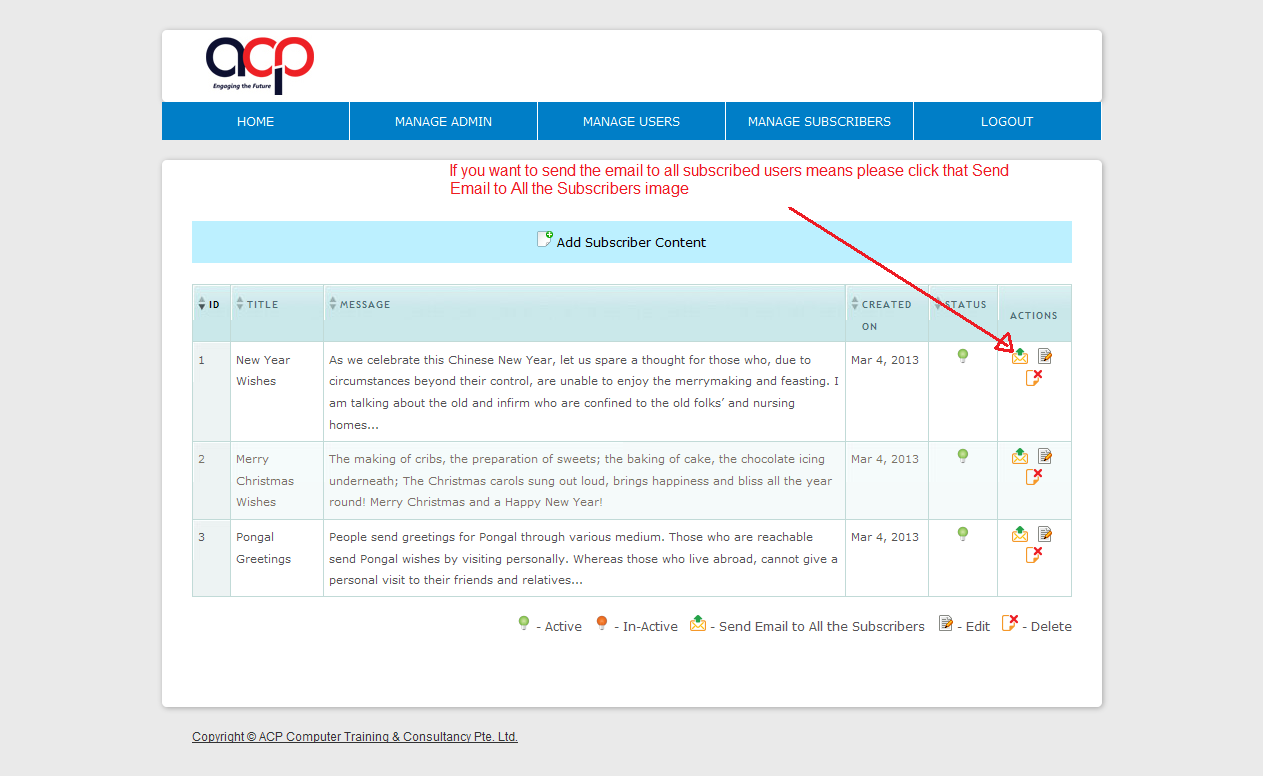 acp
Engaging the Future
HOME MANAGE ADMIN MANAGE USERS MANAGE SUBSCRIBERS LOGOUT
If you want to send the email to all subscribed users means please click that Send
Email to All the Subscribers image
Add Subscriber Content
ID TITLE MESSAGE CREATED ON STATUS ACTIONS
1 New Year Wishes
As we celebrate this Chinese New Year, let us spare a thought for those who, due to
circumstances beyond their control, are unable to enjoy the merrymaking and feasting. I
am talking about the old and infirm who are confined to the old folks’ and nursing
homes...
Mar 4, 2013
2 Merry Christmas Wishes
The making of cribs, the preparation of sweets; the baking of cake, the chocolate icing
underneath; The Christmas carols sung out loud, brings happiness and bliss all the year
round! Merry Christmas and a Happy New Year!
Mar 4, 2013
3 Pongal Greetings
People send greetings for Pongal through various medium. Those who are reachable
send Pongal wishes by visiting personally. Whereas those who live abroad, cannot give a
personal visit to their friends and relatives...
Mar 4, 2013
- Active - In-Active - Send Email to All the Subscribers - Edit - Delete
Copyright © ACP Computer Training & Consultancy Pte. Ltd.